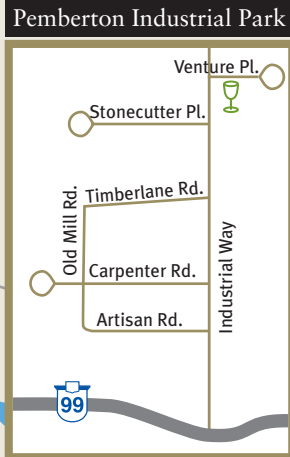 Pemberton Industrial Park
Venture Pl.
Stonecutter Pl.
Timberlane Rd.
Old Mill Rd.
Carpenter Rd.
Industrial Way
Artisan Rd.
99